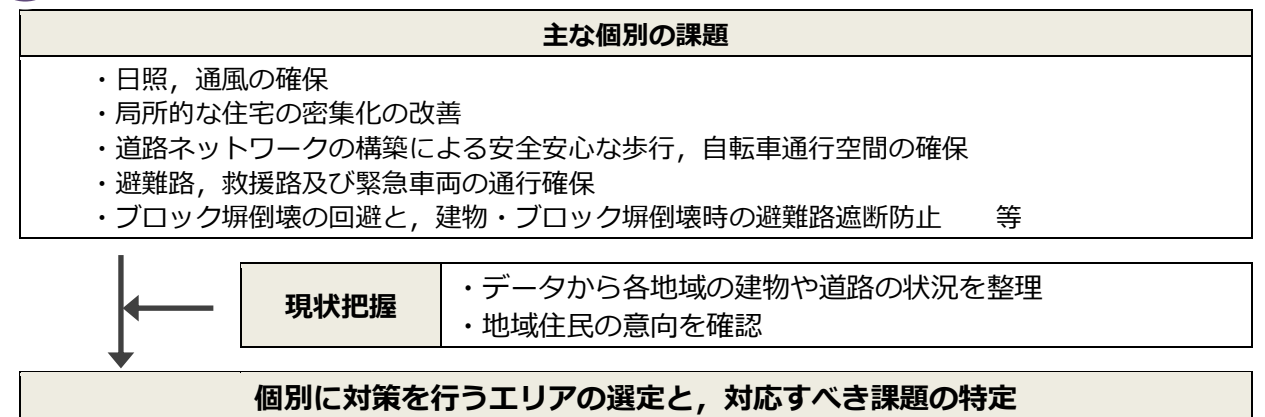 主な個別の課題
・日照，通風の確保
・局所的な住宅の密集化の改善
・道路ネットワークの構築による安全安心な歩行，自転車通行空間の確保
・避難路，救援路及び緊急車両の通行確保
・ブロック塀倒壊の回避と，建物・ブロック塀倒壊時の避難路遮断防止　　等
現状把握
・データから各地域の建物や道路の状況を整理
・地域住民の意向を確認
個別に対策を行うエリアの選定と，対応すべき課題の特定